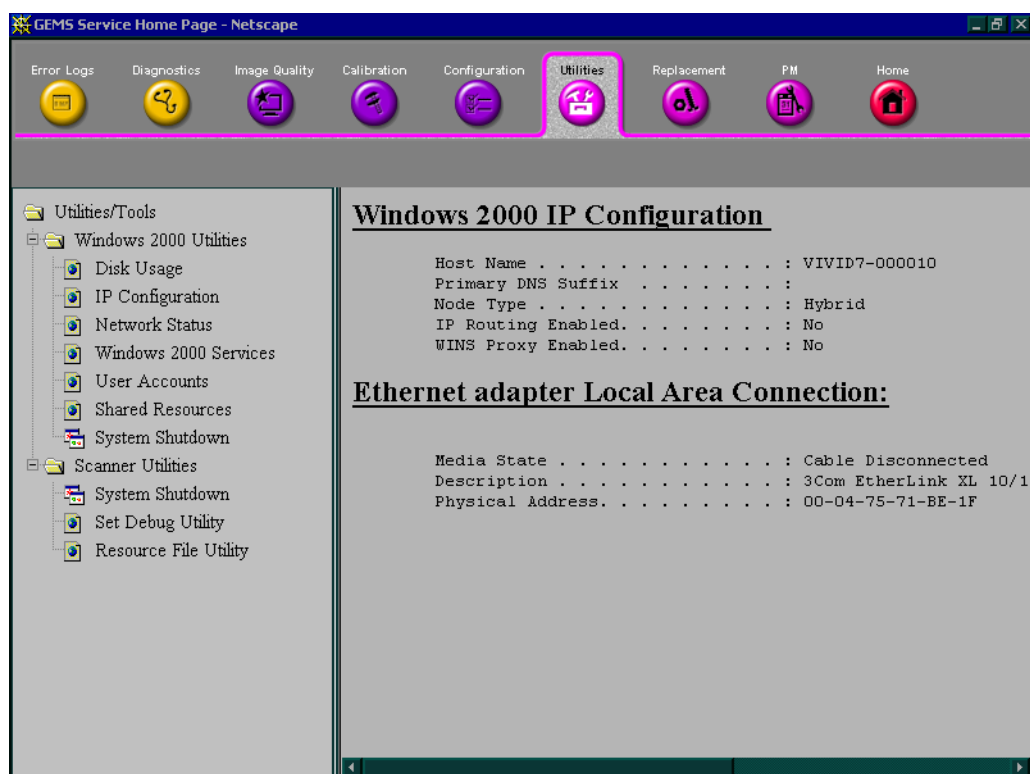 GEMS Service Home Page - Netscape
Error Logs Diagnostics Image Quality Calibration Configuration Utilities Replacement PM Home
Utilities/Tools
Windows 2000 Utilities
Disk Usage
IP Configuration
Network Status
Windows 2000 Services
User Accounts
Shared Resources
System Shutdown
Scanner Utilities
System Shutdown
Set Debug Utility
Resource File Utility
Windows 2000 IP Configuration
Host Name . . . . . . . . . . . . : VIVID7-000010
Primary DNS Suffix . . . . . . . :
Node Type . . . . . . . . . . . . : Hybrid
IP Routing Enabled. . . . . . . . : No
WINS Proxy Enabled. . . . . . . . : No
Ethernet adapter Local Area Connection:
Media State . . . . . . . . . . . : Cable Disconnected
Description . . . . . . . . . . . : 3Com EtherLink XL 10/1
Physical Address. . . . . . . . . : 00-04-75-71-BE-1F